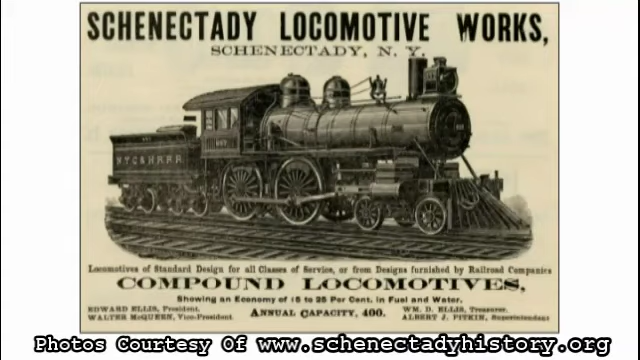 SCHENECTADY LOCOMOTIVE WORKS,
SCHENECTADY, N. Y.
N.Y.C & H.R.R.R.
Locomotives of Standard Design for all Classes of Service, or from Designs furnished by Railroad Companies
COMPOUND LOCOMOTIVES,
Showing an Economy of 15 to 25 Per Cent. in Fuel and Water.
EDWARD ELLIS, President.
WALTER McQUEEN, Vice-President.
ANNUAL CAPACITY, 400.
WM. D. ELLIS, Treasurer.
ALBERT J. PITKIN, Superintendent
Photos Courtesy Of www.schenectadyhistory.org